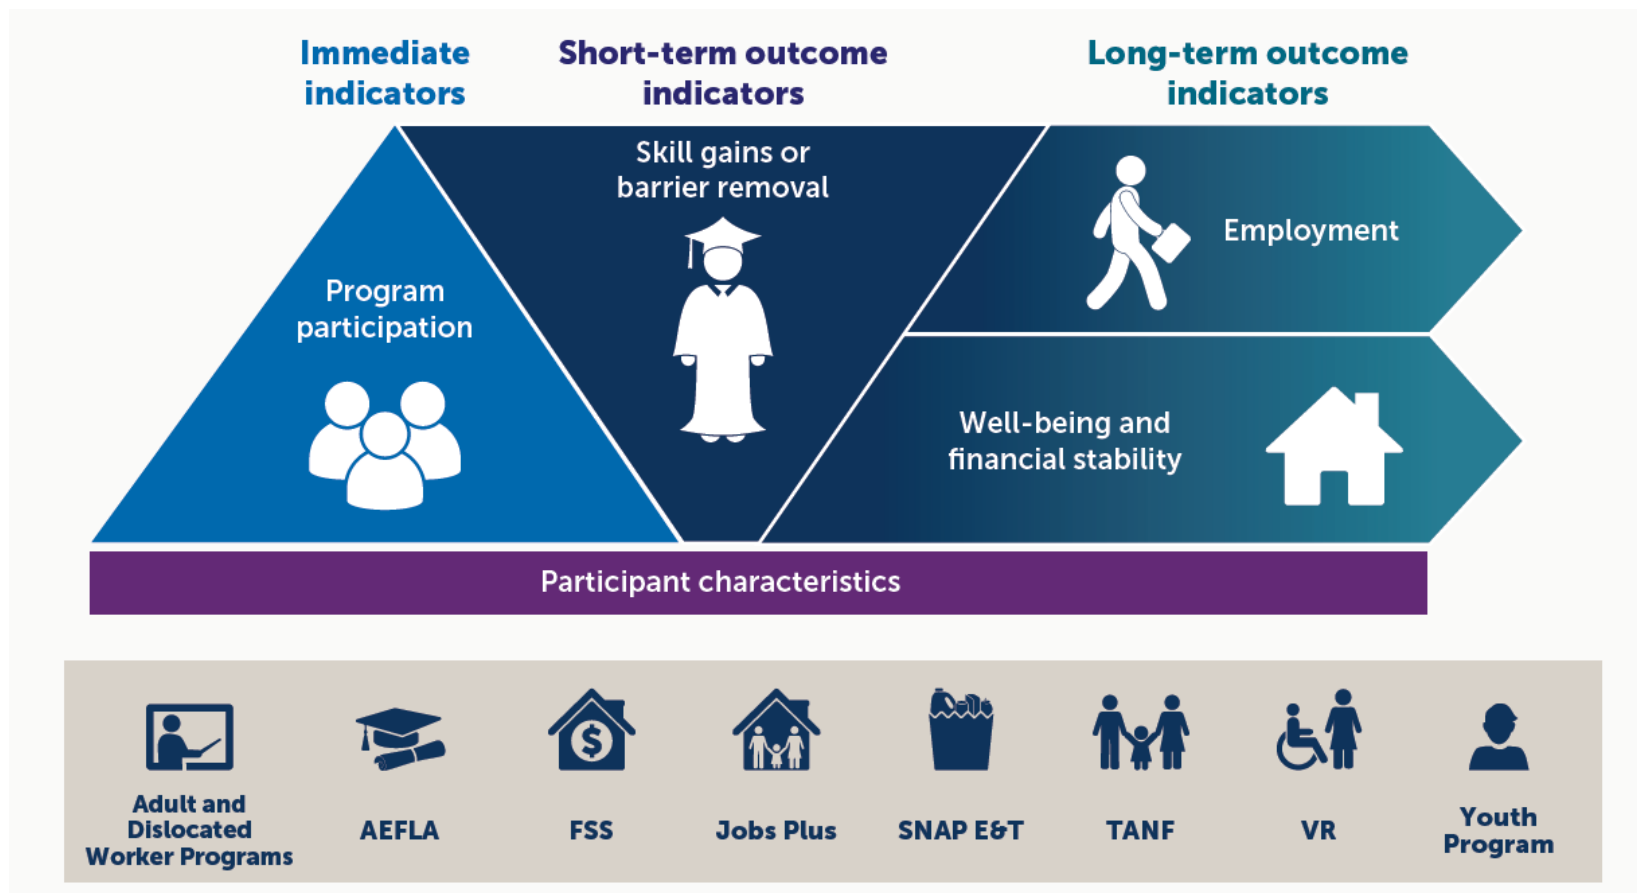 Immediate
indicators
Short-term outcome
indicators
Long-term outcome
indicators
Program
participation
Skill gains or
barrier removal
Employment
Well-being and
financial stability
Participant characteristics
Adult and
Dislocated
Worker Programs
AEFLA
FSS
$
Jobs Plus
SNAP E&T
TANF
VR
Youth
Program